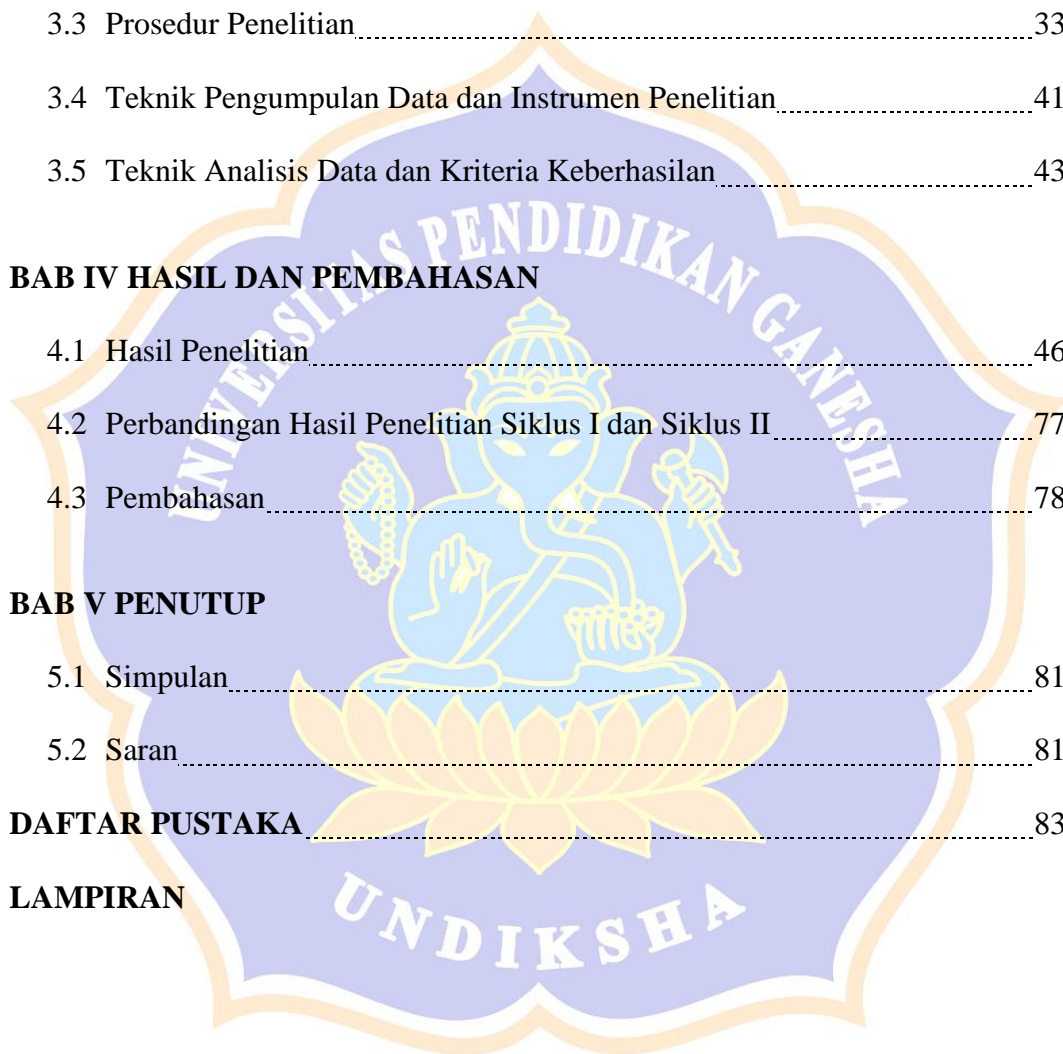 3.3 Prosedur Penelitian 33
3.4 Teknik Pengumpulan Data dan Instrumen Penelitian 41
3.5 Teknik Analisis Data dan Kriteria Keberhasilan 43
UNIVERSITAS PENDIDIKAN GANESHA
BAB IV HASIL DAN PEMBAHASAN
4.1 Hasil Penelitian 46
4.2 Perbandingan Hasil Penelitian Siklus I dan Siklus II 77
4.3 Pembahasan 78
BAB V PENUTUP
5.1 Simpulan 81
5.2 Saran 81
DAFTAR PUSTAKA 83
LAMPIRAN
UNDIKSHA